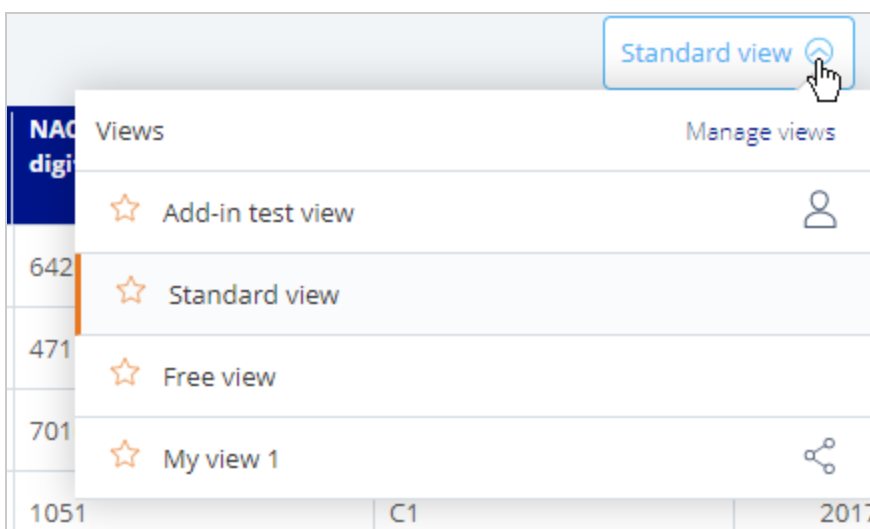 Standard view
NAC
digi
Views
Manage views
Add-in test view
642
Standard view
471
Free view
701
My view 1
1051
C1
2017